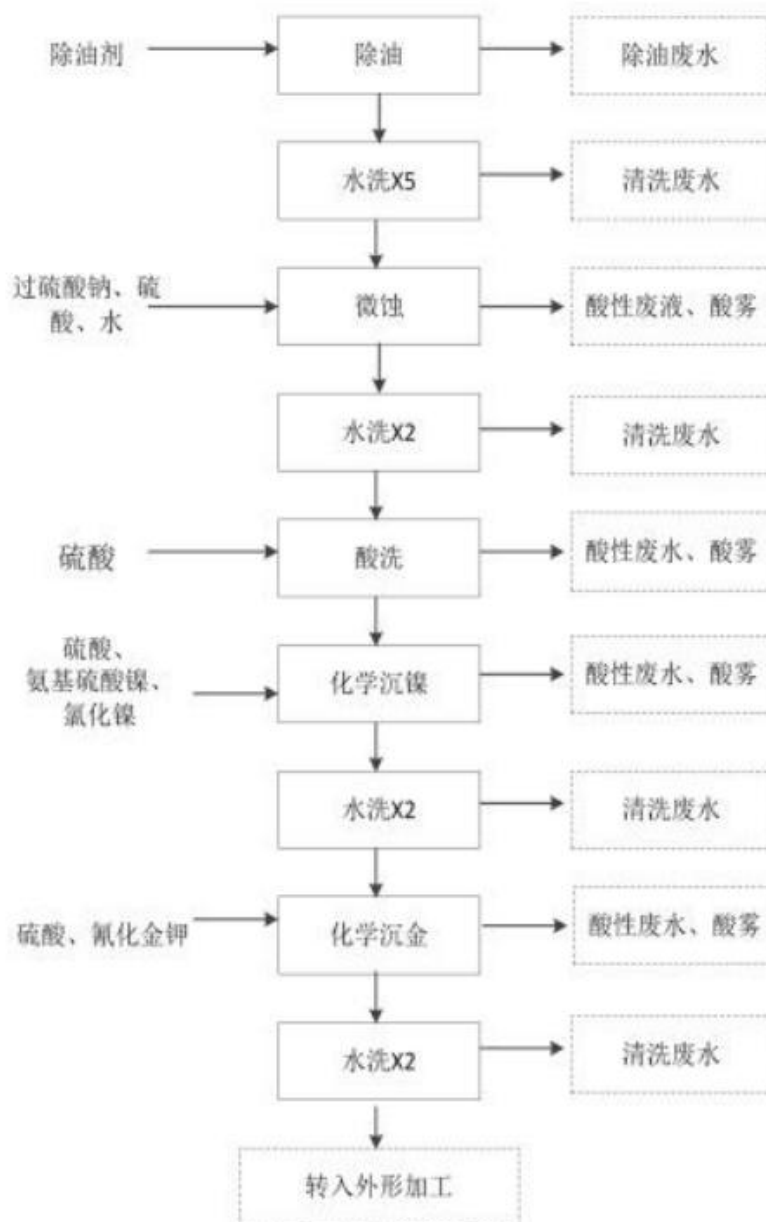 除油剂
除油
除油废水
水洗X5
清洗废水
过硫酸钠、硫
酸、水
微蚀
酸性废液、酸雾
水洗X2
清洗废水
硫酸
酸洗
酸性废水、酸雾
硫酸、
氨基硫酸镍、
氯化镍
化学沉镍
酸性废水、酸雾
水洗X2
清洗废水
硫酸、氰化金钾
化学沉金
酸性废水、酸雾
水洗X2
清洗废水
转入外形加工